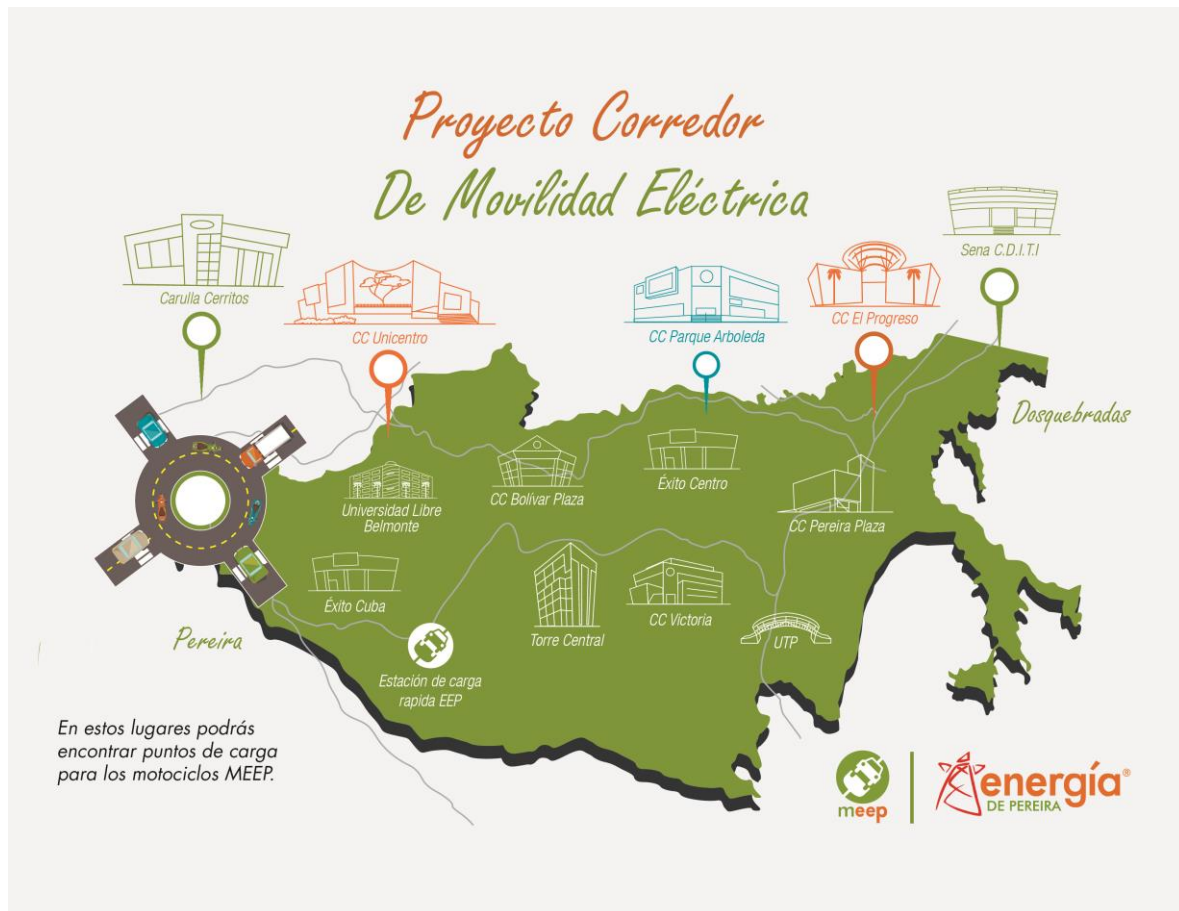 Proyecto Corredor
De Movilidad Eléctrica
Sena C.D.I.T.I
Carulla Cerritos
CC Unicentro
CC Parque Arboleda
CC El Progreso
Dosquebradas
CC Bolívar Plaza
Éxito Centro
Universidad Libre
Belmonte
CC Pereira Plaza
Éxito Cuba
Torre Central
CC Victoria
UTP
Pereira
Estación de carga
rapida EEP
En estos lugares podrás
encontrar puntos de carga
para los motociclos MEEP.
meep
energía®
DE PEREIRA